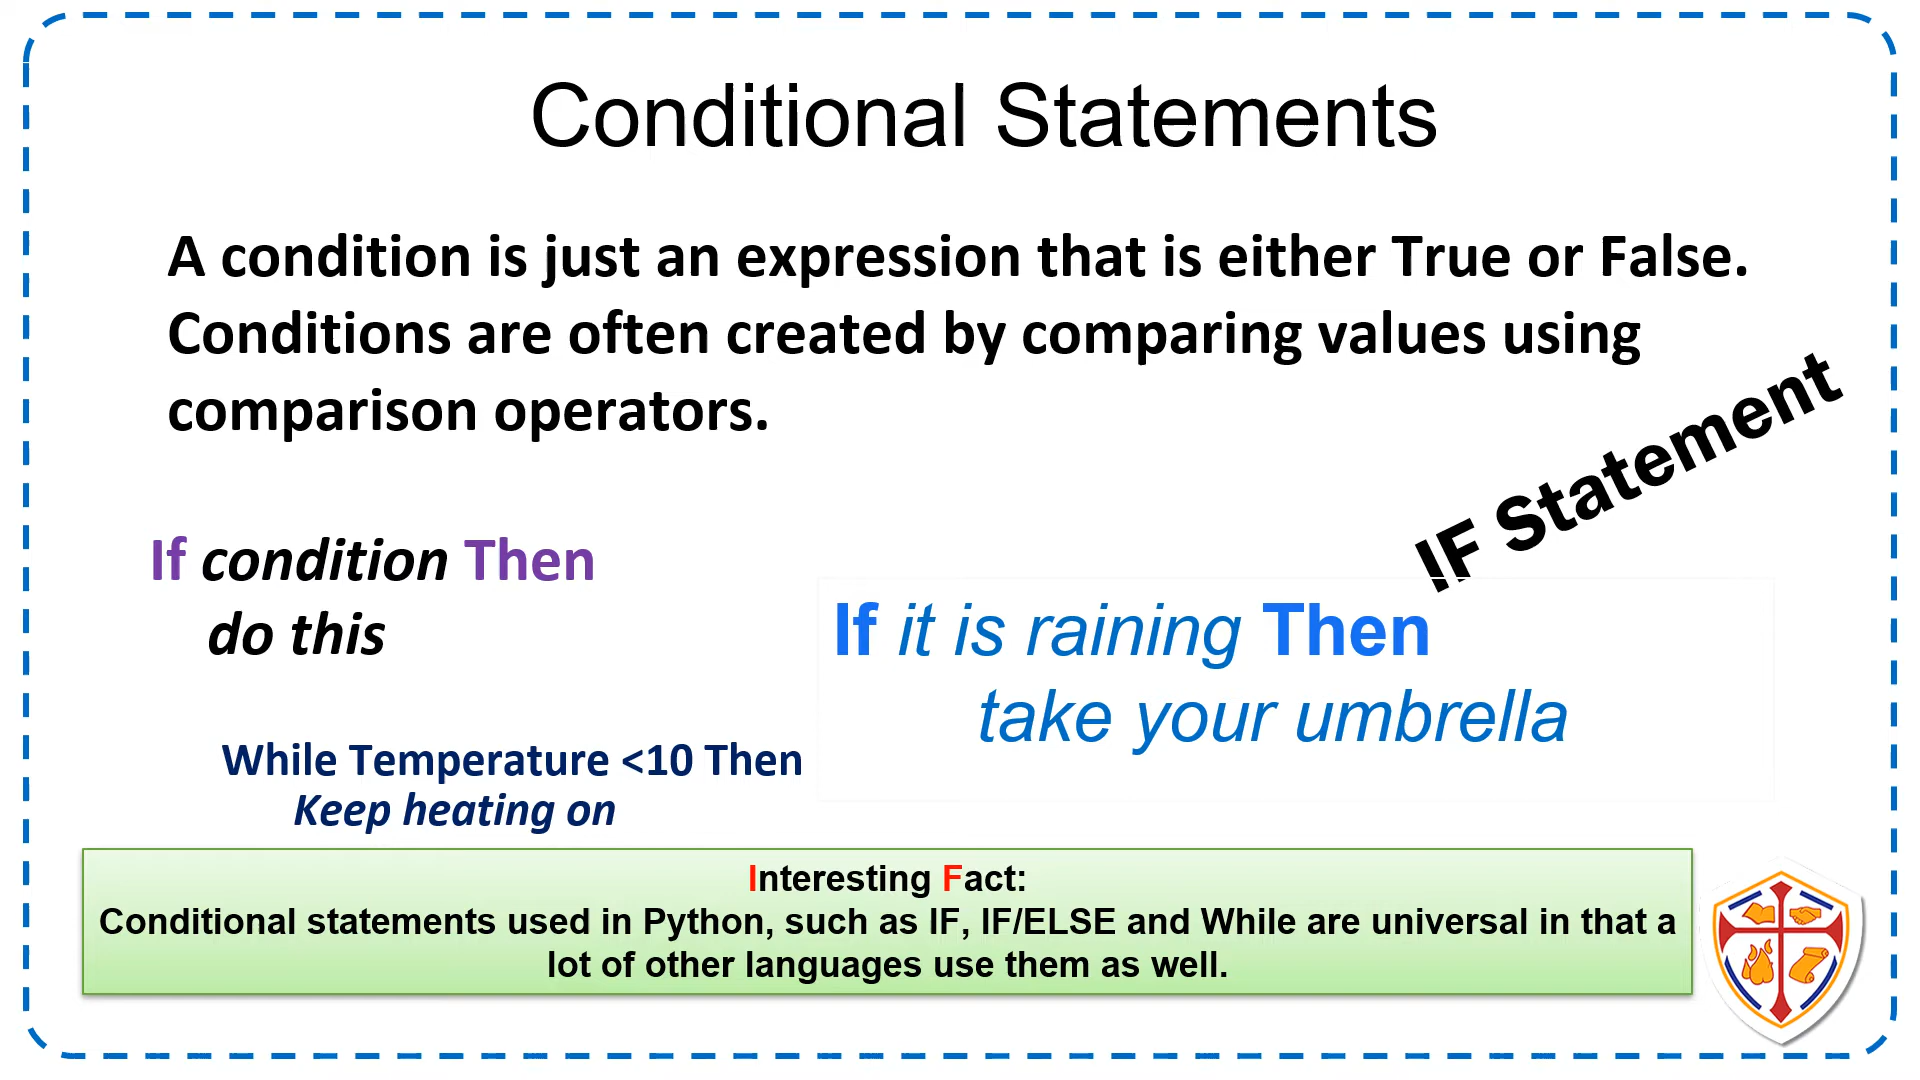 Conditional Statements
A condition is just an expression that is either True or False.
Conditions are often created by comparing values using
comparison operators.
IF Statement
If condition Then
do this
If it is raining Then
take your umbrella
While Temperature <10 Then
Keep heating on
Interesting Fact:
Conditional statements used in Python, such as IF, IF/ELSE and While are universal in that a
lot of other languages use them as well.